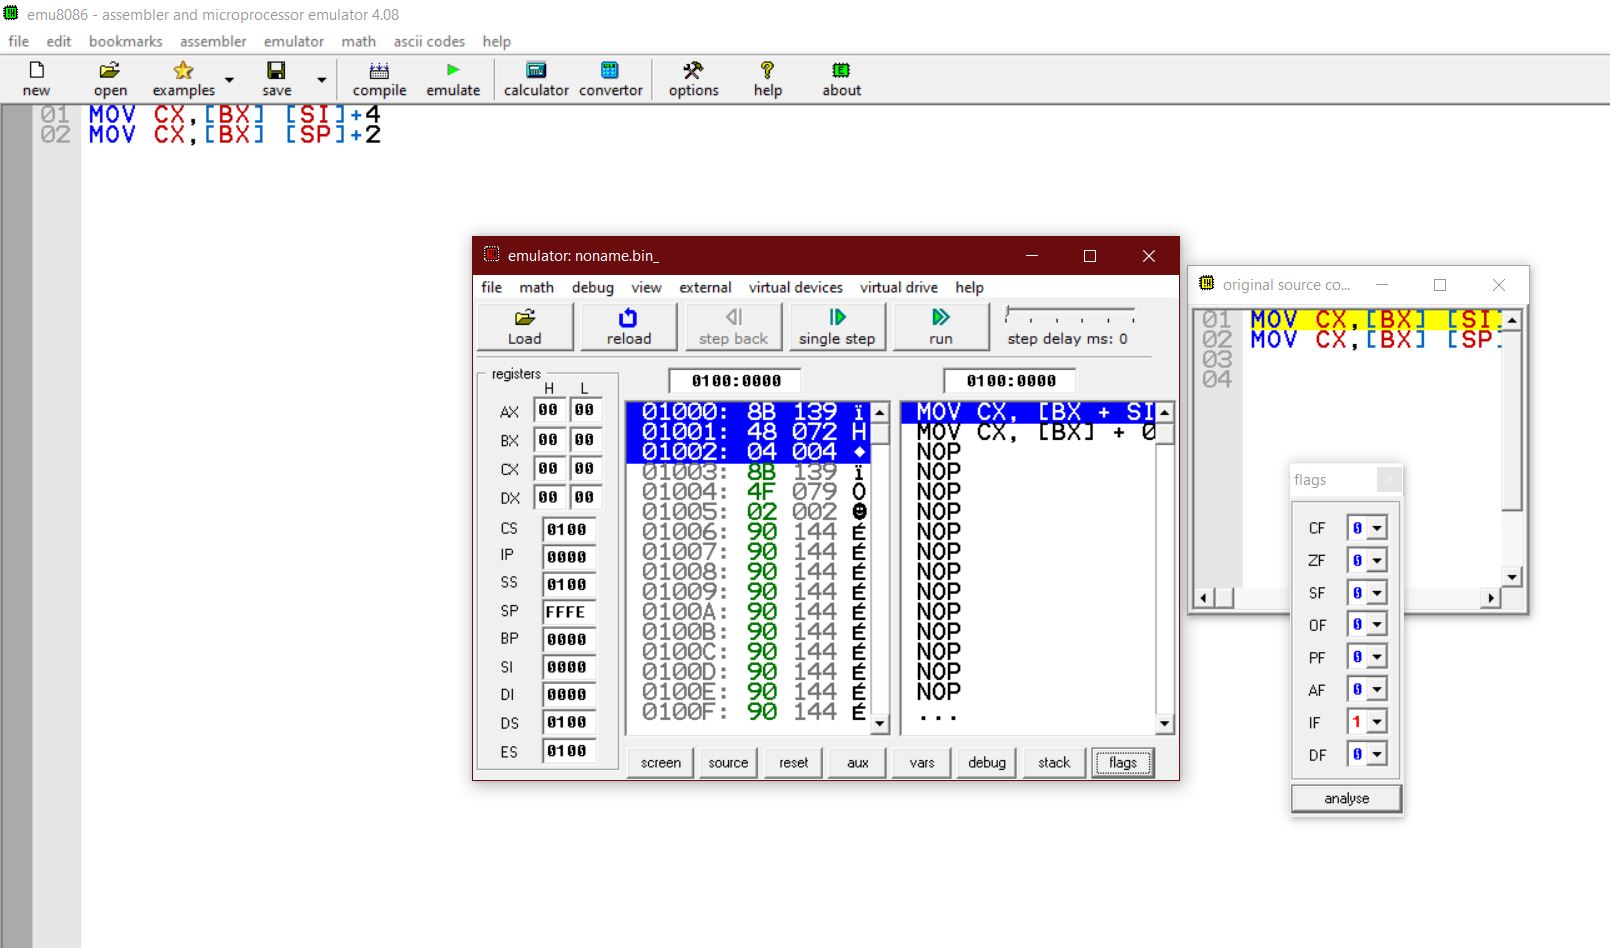 emu8086 - assembler and microprocessor emulator 4.08
file edit bookmarks assembler emulator math ascii codes help
new open examples save compile emulate calculator convertor options help about
01 MOV CX,[BX] [SI]+4
02 MOV CX,[BX] [SP]+2
emulator: noname.bin_
file math debug view external virtual devices virtual drive help
Load reload step back single step run step delay ms: 0
registers
H L
0100:0000 0100:0000
AX 00 00
BX 00 00
CX 00 00
DX 00 00
CS 0100
IP 0000
SS 0100
SP FFFE
BP 0000
SI 0000
DI 0000
DS 0100
ES 0100
01000: 8B 139 ï
01001: 48 072 H
01002: 04 004 ♦
01003: 8B 139 ï
01004: 4F 079 O
01005: 02 002 ☻
01006: 90 144 É
01007: 90 144 É
01008: 90 144 É
01009: 90 144 É
0100A: 90 144 É
0100B: 90 144 É
0100C: 90 144 É
0100D: 90 144 É
0100E: 90 144 É
0100F: 90 144 É
MOV CX, [BX + SI
MOV CX, [BX] + 0
NOP
NOP
NOP
NOP
NOP
NOP
NOP
NOP
NOP
NOP
NOP
NOP
NOP
...
screen source reset aux vars debug stack flags
original source co...
01 MOV CX,[BX] [SI
02 MOV CX,[BX] [SP
03
04
flags
CF 0
ZF 0
SF 0
OF 0
PF 0
AF 0
IF 1
DF 0
analyse